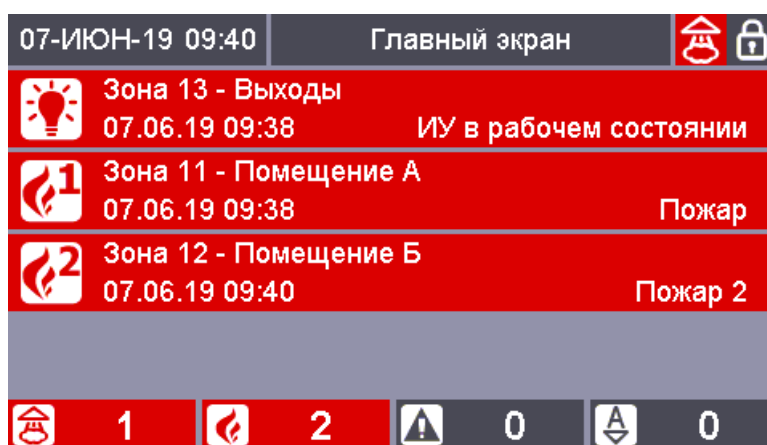 07-ИЮН-19 09:40 Главный экран
Зона 13 - Выходы
07.06.19 09:38 ИУ в рабочем состоянии
1 Зона 11 - Помещение А
07.06.19 09:38 Пожар
2 Зона 12 - Помещение Б
07.06.19 09:40 Пожар 2
1 2 0 A 0